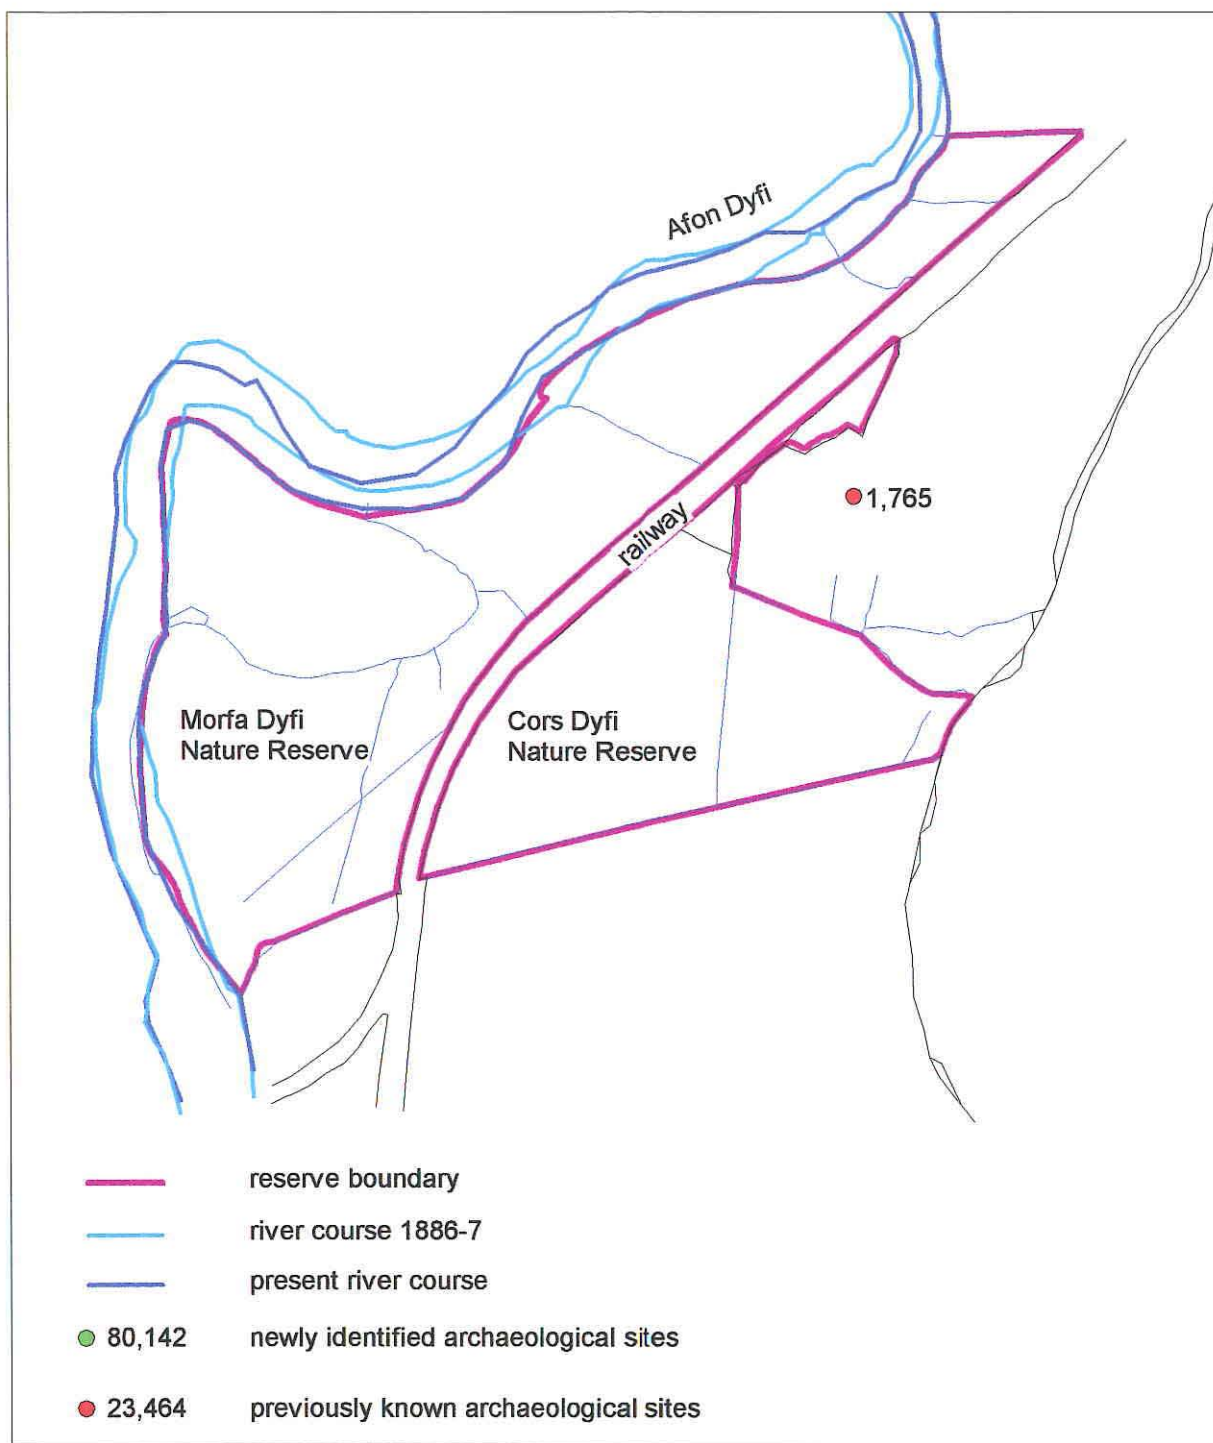 Afon Dyfi
1,765
railway
Morfa Dyfi
Nature Reserve
Cors Dyfi
Nature Reserve
reserve boundary
river course 1886-7
present river course
80,142 newly identified archaeological sites
23,464 previously known archaeological sites